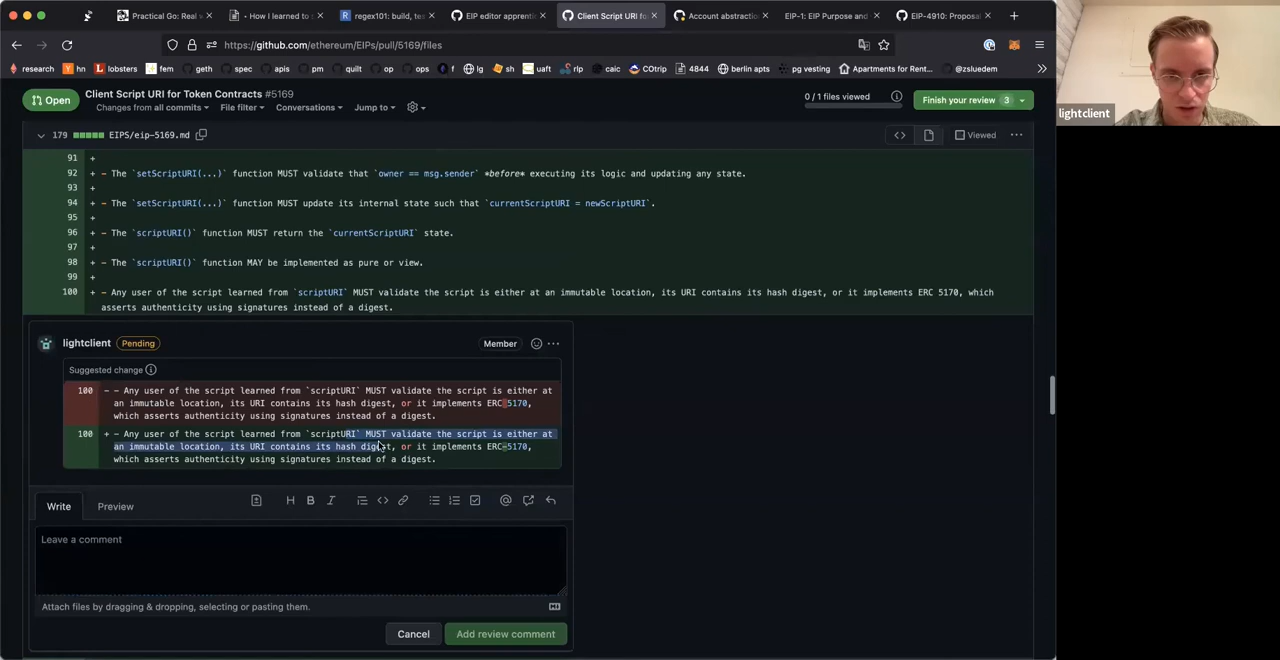 Practical Go: Real v
- How I learned to s
regex101: build, te
EIP editor apprenti
Client Script URI fo
Account abstractio
EIP-1: EIP Purpose and
EIP-4910: Proposal
https://github.com/ethereum/EIPs/pull/5169/files
research
hn
lobsters
fem
geth
spec
apis
pm
quilt
op
ops
f
lg
sh
uaft
rlp
caic
COtrip
4844
berlin apts
pg vesting
Apartments for Rent...
@zsluedem
Open
Client Script URI for Token Contracts #5169
Changes from all commits
File filter
Conversations
Jump to
0 / 1 files viewed
Finish your review 3
179
EIPS/eip-5169.md
Viewed
91 +
92 + - The `setScriptURI(...)` function MUST validate that `owner == msg.sender` *before* executing its logic and updating any state.
93 +
94 + - The `setScriptURI(...)` function MUST update its internal state such that `currentScriptURI = newScriptURI`.
95 +
96 + - The `scriptURI()` function MUST return the `currentScriptURI` state.
97 +
98 + - The `scriptURI()` function MAY be implemented as pure or view.
99 +
100 + - Any user of the script learned from `scriptURI` MUST validate the script is either at an immutable location, its URI contains its hash digest, or it implements ERC 5170, which
asserts authenticity using signatures instead of a digest.
lightclient
Pending
Member
Suggested change
100 - - Any user of the script learned from `scriptURI` MUST validate the script is either at
an immutable location, its URI contains its hash digest, or it implements ERC 5170,
which asserts authenticity using signatures instead of a digest.
100 + - Any user of the script learned from `scriptURI` MUST validate the script is either at
an immutable location, its URI contains its hash digest, or it implements ERC-5170,
which asserts authenticity using signatures instead of a digest.
Write
Preview
Leave a comment
Attach files by dragging & dropping, selecting or pasting them.
Cancel
Add review comment
lightclient